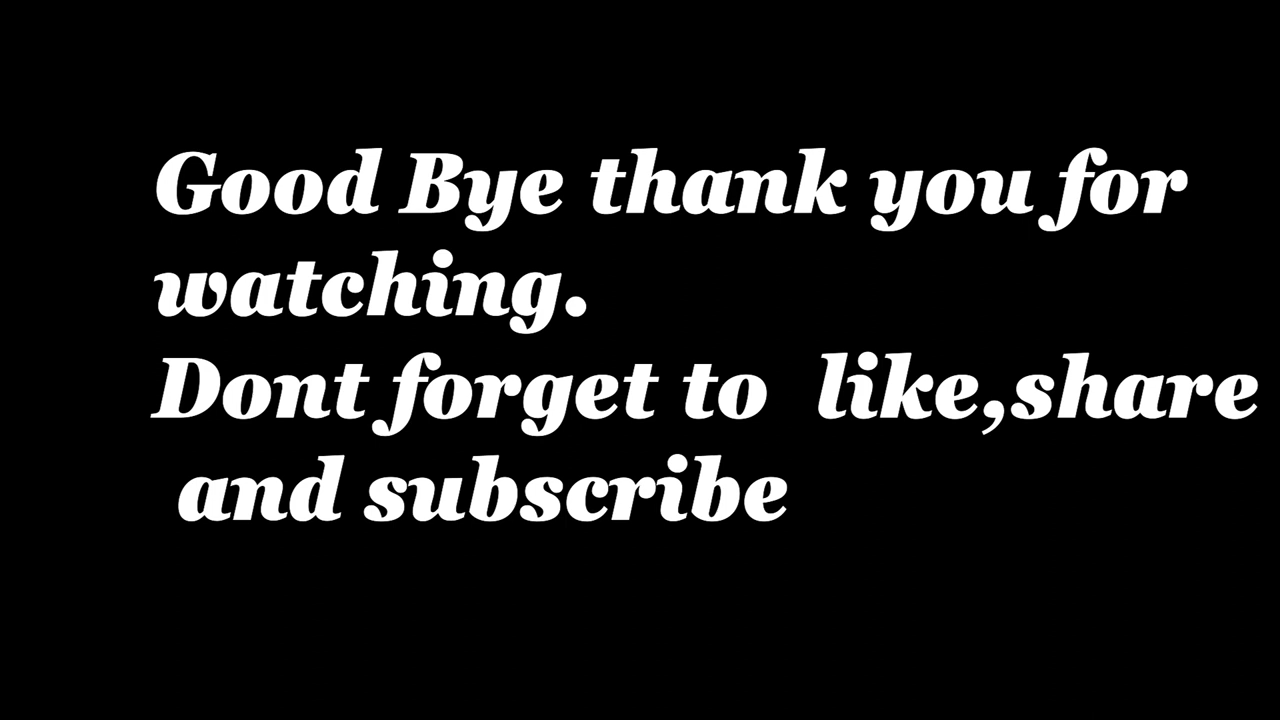 Good Bye thank you for
watching.
Dont forget to  like,share
 and subscribe